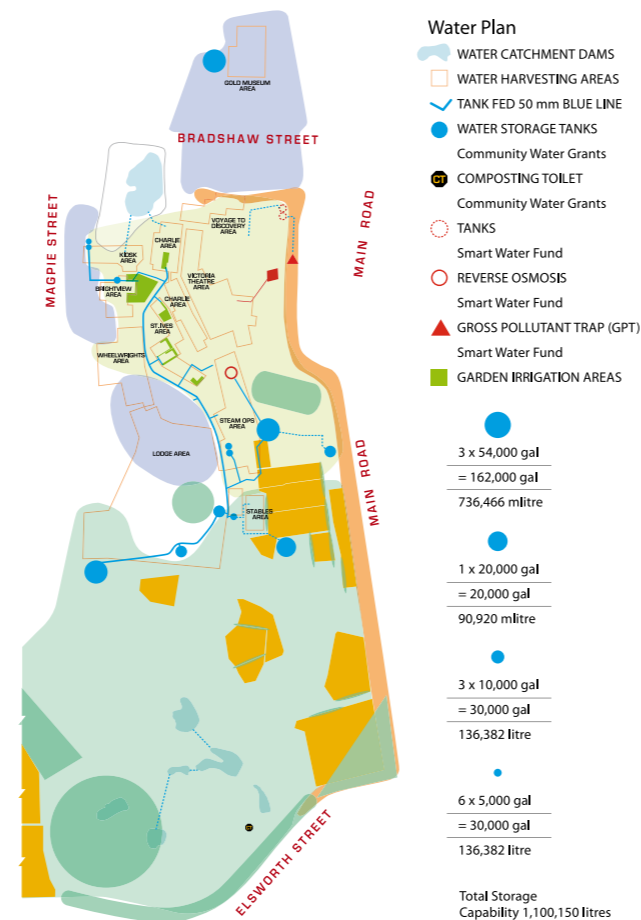 Water Plan
WATER CATCHMENT DAMS
WATER HARVESTING AREAS
TANK FED 50 mm BLUE LINE
WATER STORAGE TANKS
Community Water Grants
CT
COMPOSTING TOILET
Community Water Grants
TANKS
Smart Water Fund
REVERSE OSMOSIS
Smart Water Fund
GROSS POLLUTANT TRAP (GPT)
Smart Water Fund
GARDEN IRRIGATION AREAS
3 x 54,000 gal
= 162,000 gal
736,466 mlitre
1 x 20,000 gal
= 20,000 gal
90,920 mlitre
3 x 10,000 gal
= 30,000 gal
136,382 litre
6 x 5,000 gal
= 30,000 gal
136,382 litre
Total Storage
Capability 1,100,150 litres
GOLD MUSEUM
AREA
BRADSHAW STREET
MAGPIE STREET
MAIN ROAD
VOYAGE TO
DISCOVERY
AREA
CHARLIE
AREA
KIOSK
AREA
VICTORIA
THEATRE
AREA
BRIGHTVIEW
AREA
CHARLIE
AREA
ST.IVES
AREA
WHEELWRIGHTS
AREA
STEAM OPS
AREA
LODGE AREA
MAIN ROAD
STABLES
AREA
CT
ELSWORTH STREET